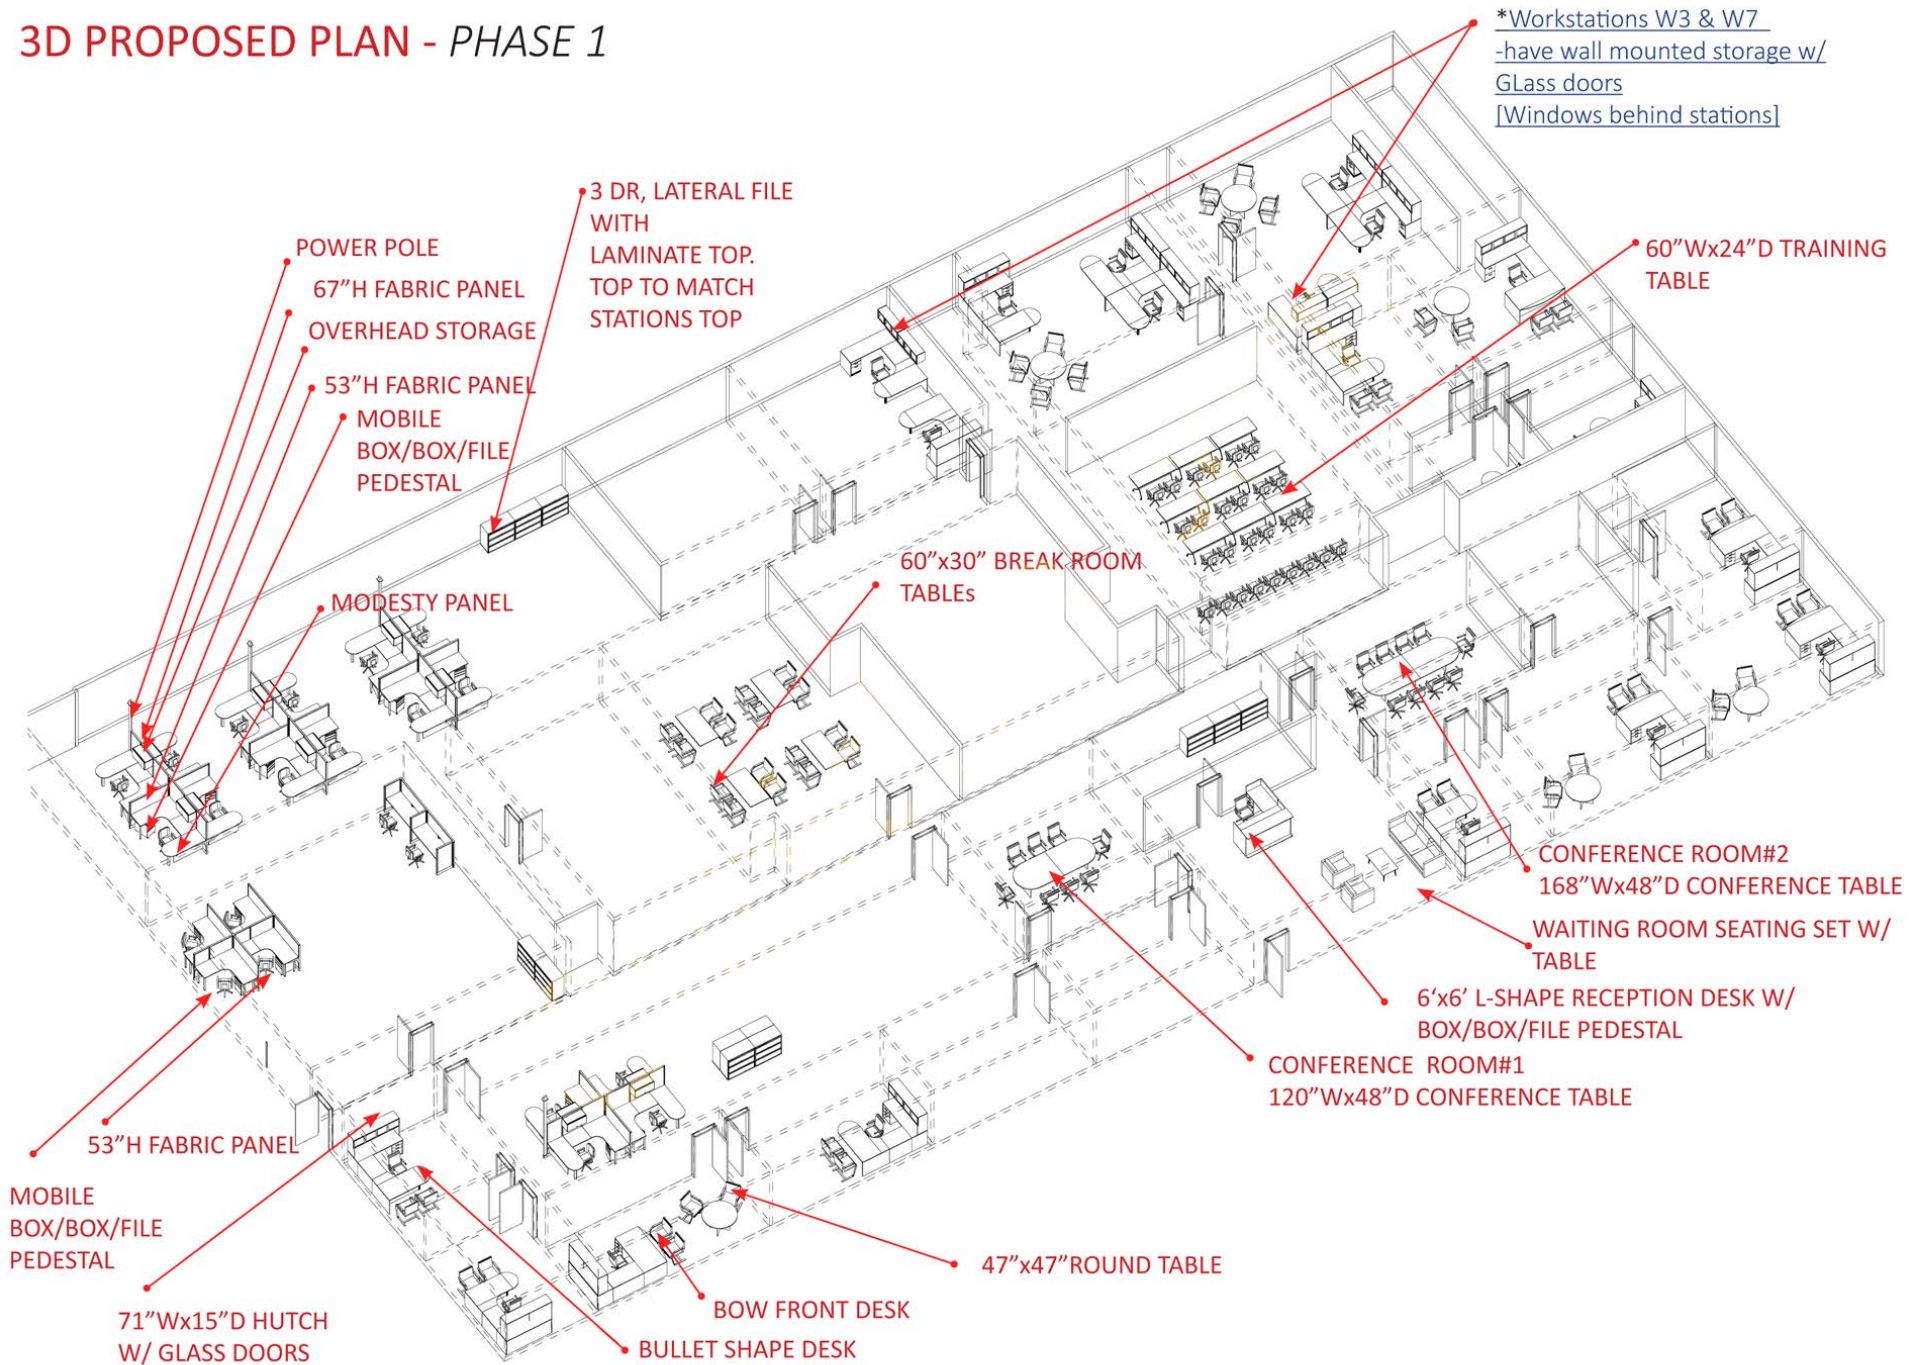 3D PROPOSED PLAN - PHASE 1
*Workstations W3 & W7
-have wall mounted storage w/
GLass doors
[Windows behind stations]
3 DR, LATERAL FILE
WITH
LAMINATE TOP.
TOP TO MATCH
STATIONS TOP
POWER POLE
67”H FABRIC PANEL
OVERHEAD STORAGE
53”H FABRIC PANEL
MOBILE
BOX/BOX/FILE
PEDESTAL
60”Wx24”D TRAINING
TABLE
60”x30” BREAK ROOM
TABLEs
MODESTY PANEL
CONFERENCE ROOM#2
168”Wx48”D CONFERENCE TABLE
WAITING ROOM SEATING SET W/
TABLE
6‘x6’ L-SHAPE RECEPTION DESK W/
BOX/BOX/FILE PEDESTAL
CONFERENCE ROOM#1
120”Wx48”D CONFERENCE TABLE
53”H FABRIC PANEL
MOBILE
BOX/BOX/FILE
PEDESTAL
71”Wx15”D HUTCH
W/ GLASS DOORS
47”x47”ROUND TABLE
BOW FRONT DESK
BULLET SHAPE DESK